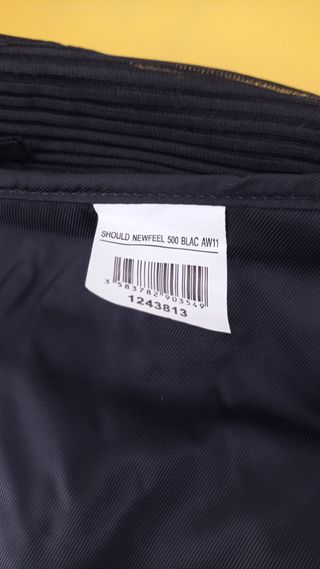 SHOULD NEWFEEL 500 BLAC AW11
3 583782 903549
1243813